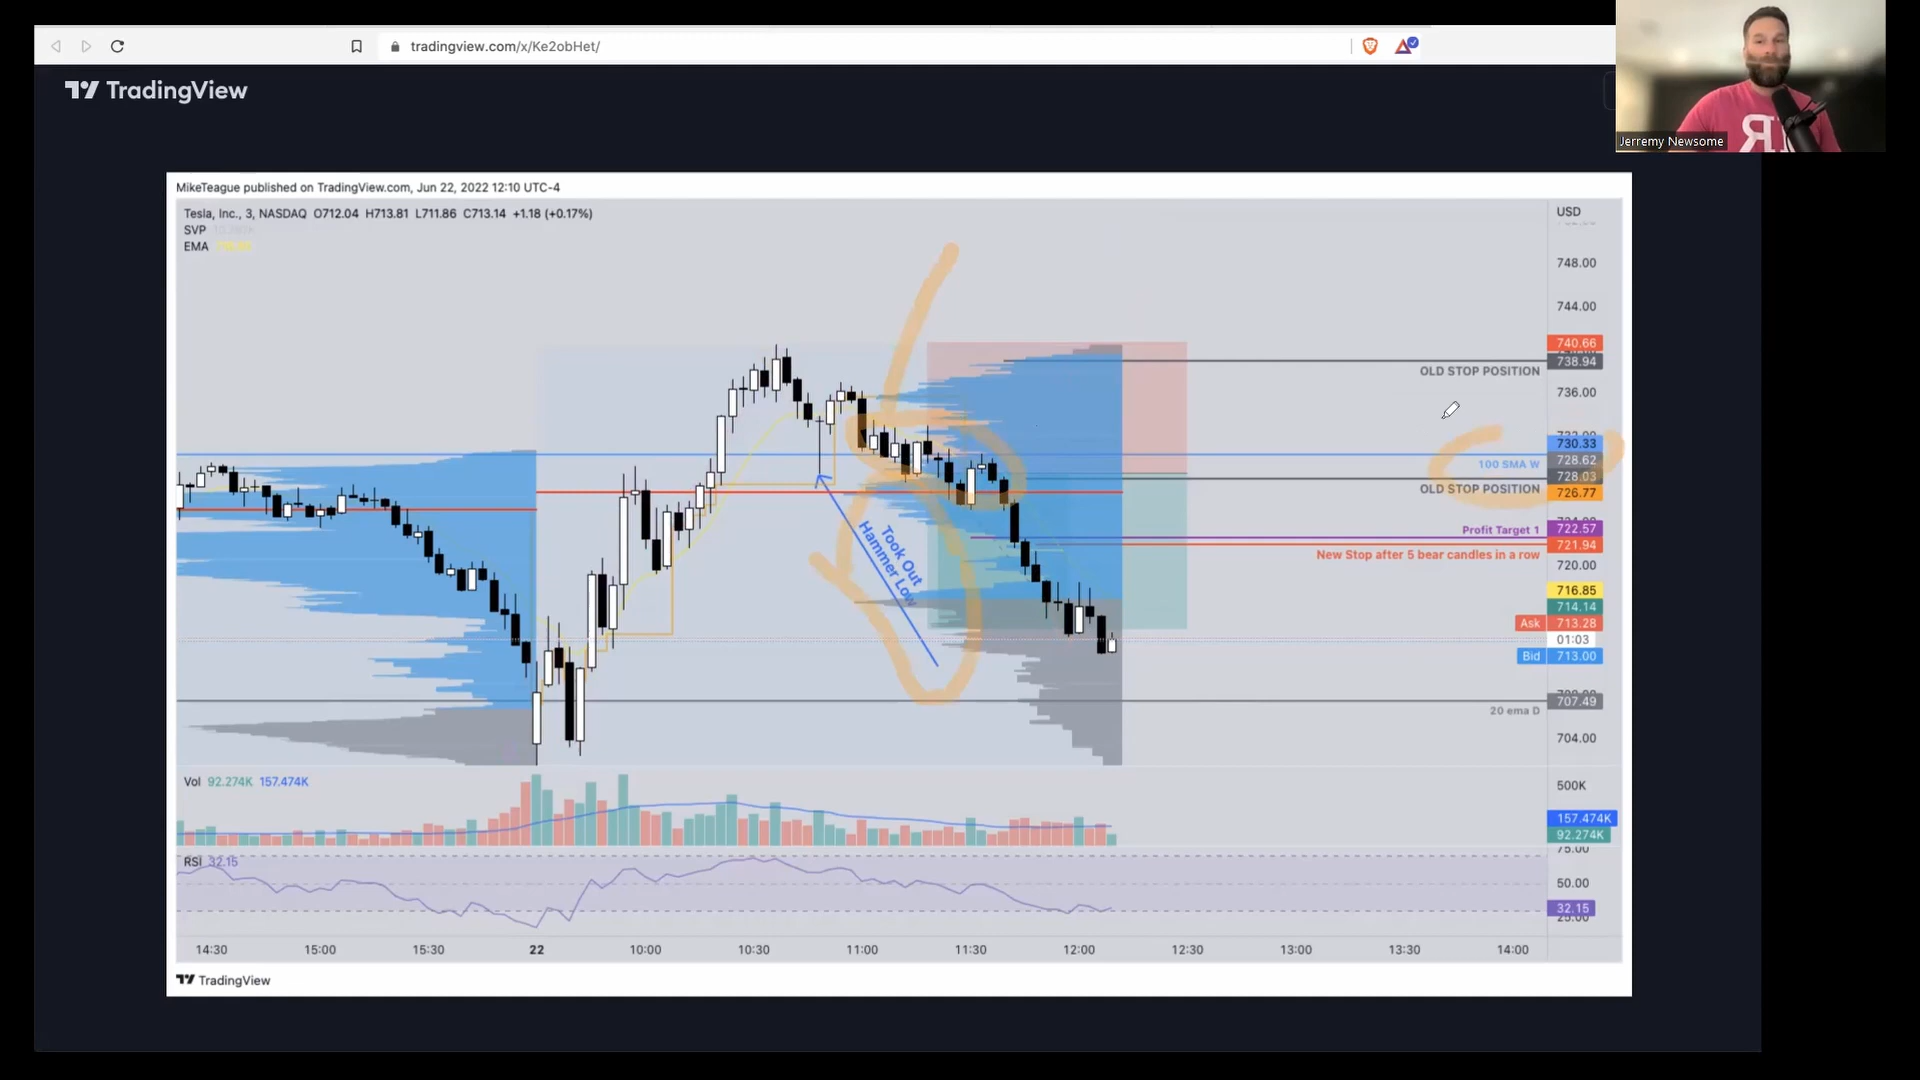 tradingview.com/x/Ke2obHet/
TradingView
Jerremy Newsome
MikeTeague published on TradingView.com, Jun 22, 2022 12:10 UTC-4
Tesla, Inc., 3, NASDAQ O712.04 H713.81 L711.86 C713.14 +1.18 (+0.17%)
USD
SVP
EMA
748.00
744.00
740.66
738.94
OLD STOP POSITION
736.00
730.33
728.62
100 SMA W
728.03
OLD STOP POSITION
726.77
Took Out
Hammer Low
Profit Target 1
722.57
721.94
New Stop after 5 bear candles in a row
720.00
716.85
714.14
Ask 713.28
01:03
Bid 713.00
707.49
20 ema D
704.00
Vol 92.274K 157.474K
500K
157.474K
92.274K
75.00
RSI 32.15
50.00
32.15
25.00
14:30 15:00 15:30 22 10:00 10:30 11:00 11:30 12:00 12:30 13:00 13:30 14:00
TradingView